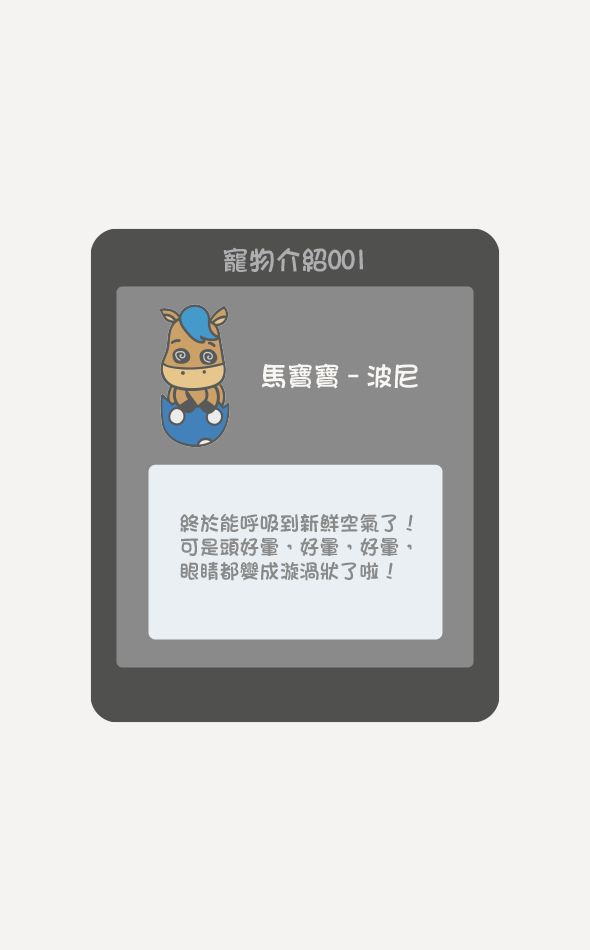 寵物介紹001
馬寶寶 - 波尼
終於能呼吸到新鮮空氣了！
可是頭好暈，好暈，好暈，
眼睛都變成漩渦狀了啦！